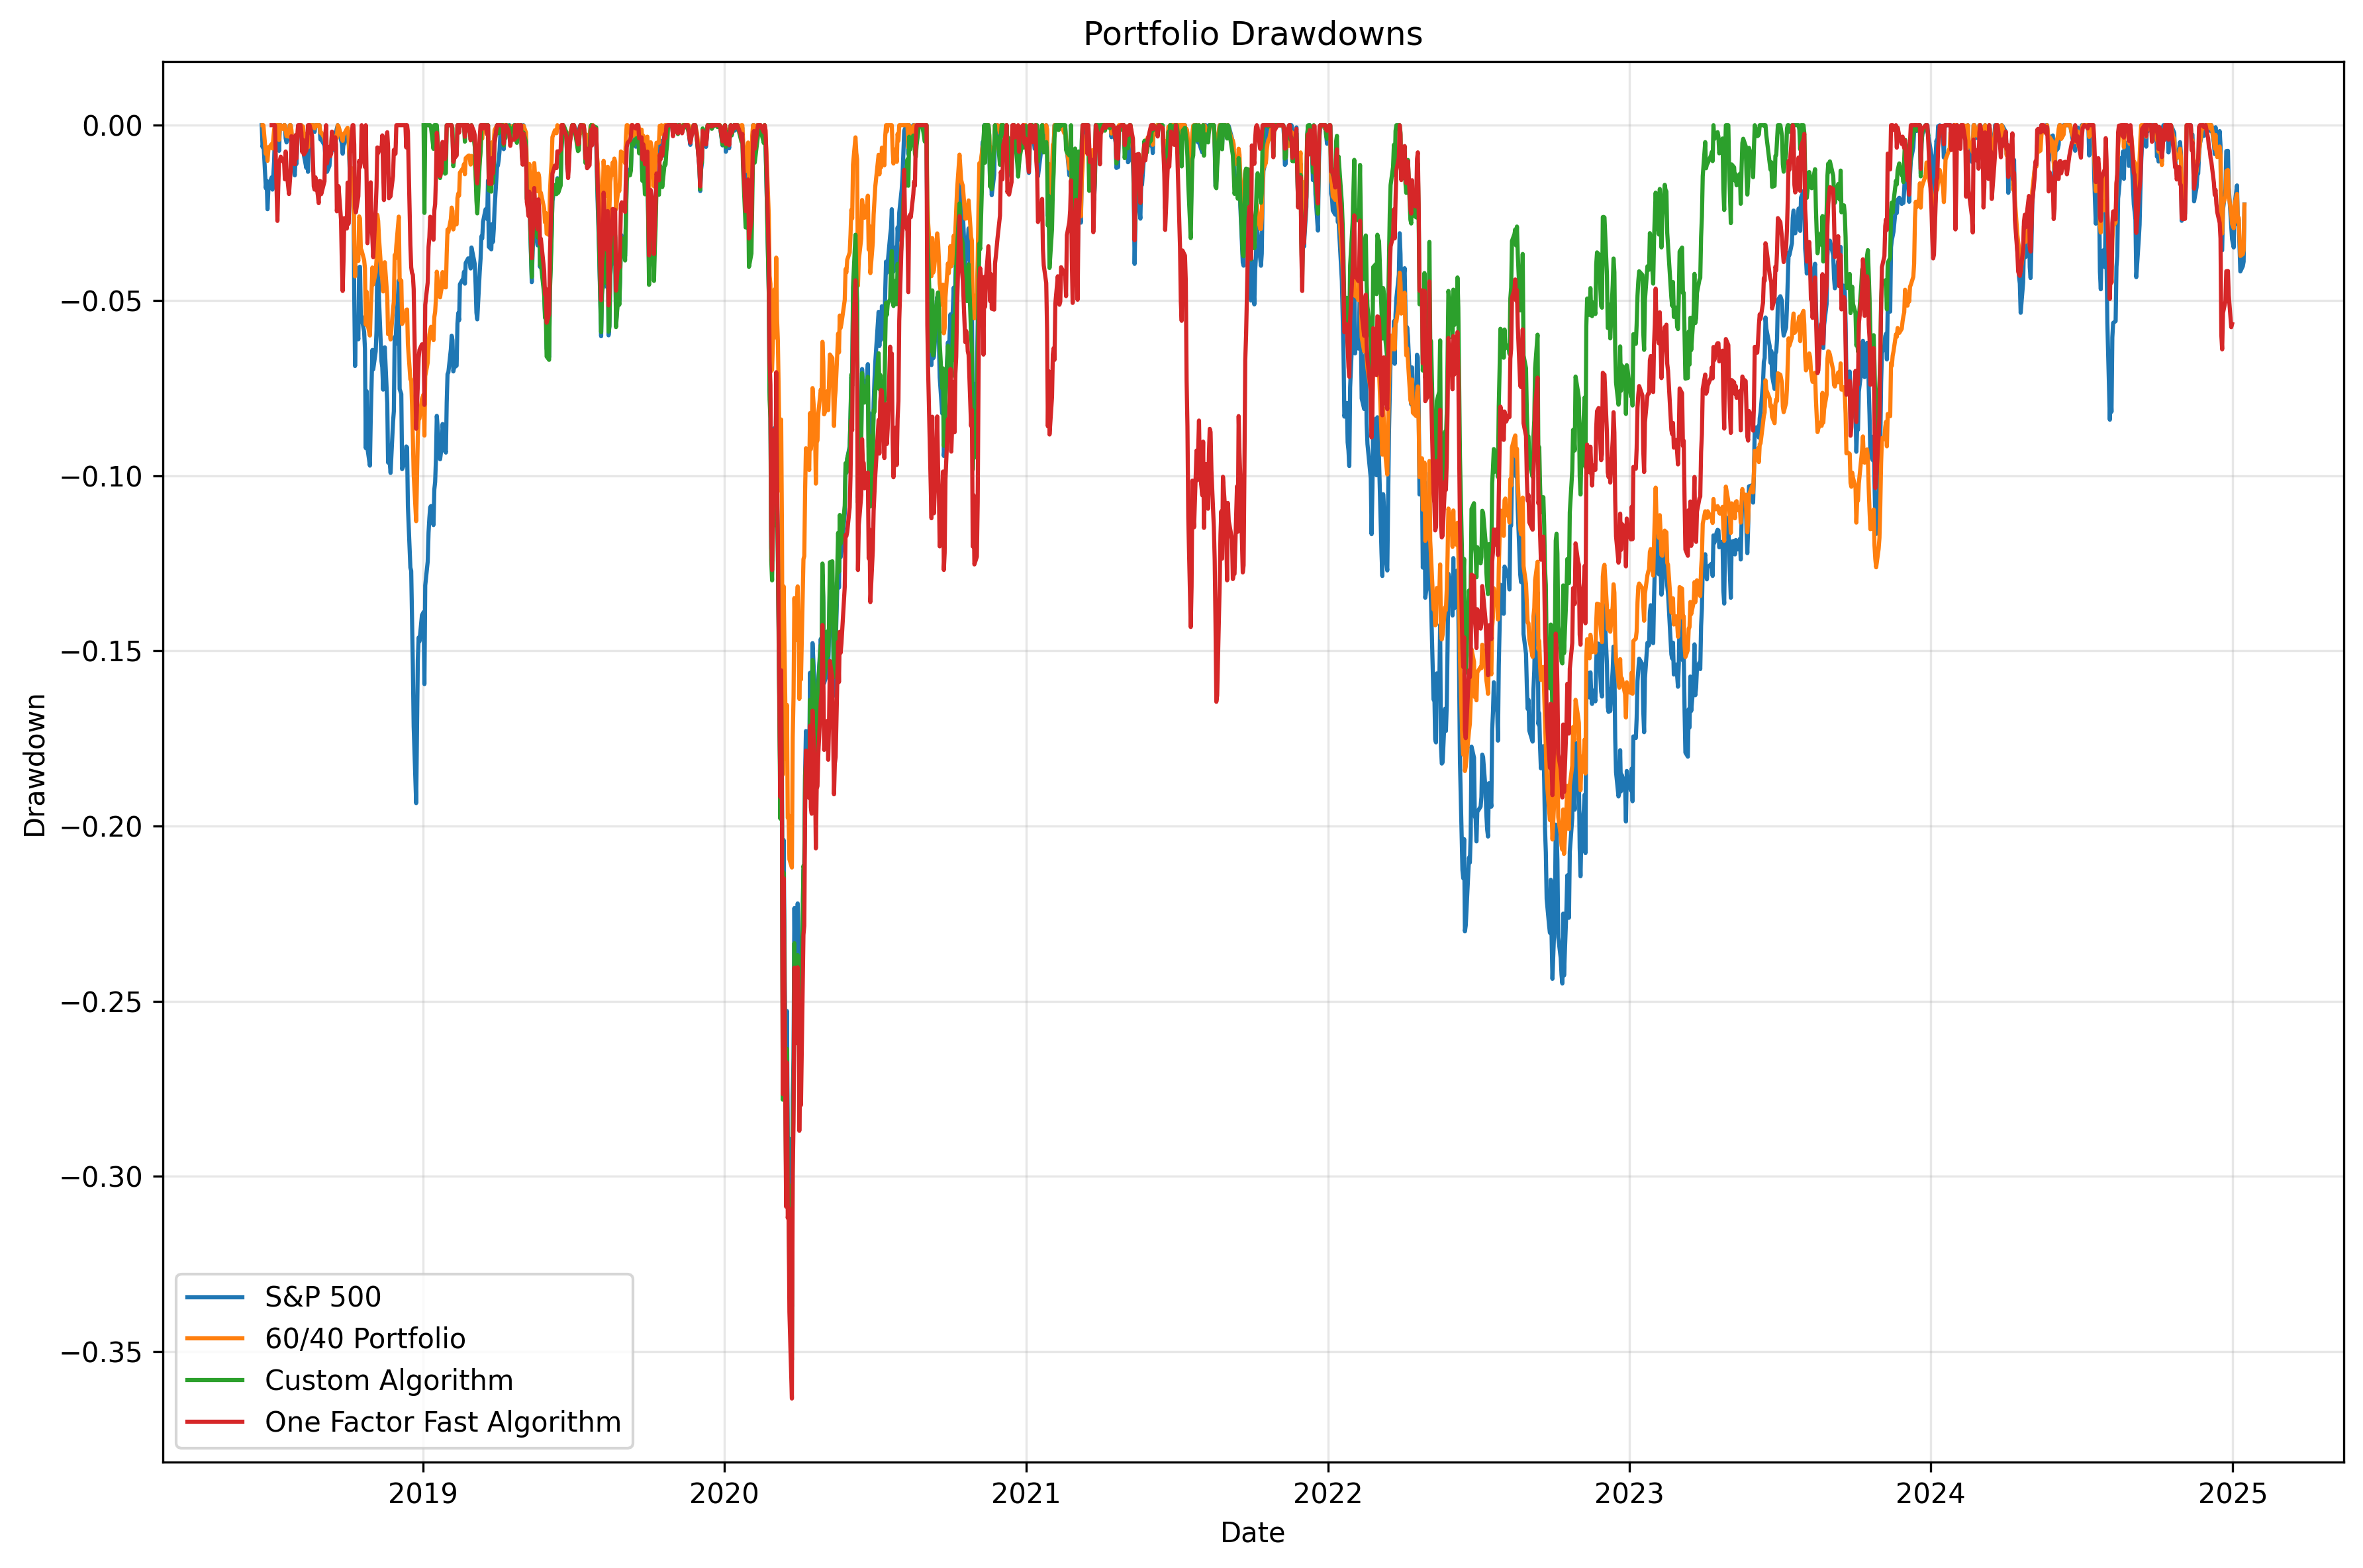 Portfolio Drawdowns
0.00
−0.05
−0.10
−0.15
−0.20
−0.25
−0.30
−0.35
Drawdown
S&P 500
60/40 Portfolio
Custom Algorithm
One Factor Fast Algorithm
2019 2020 2021 2022 2023 2024 2025
Date